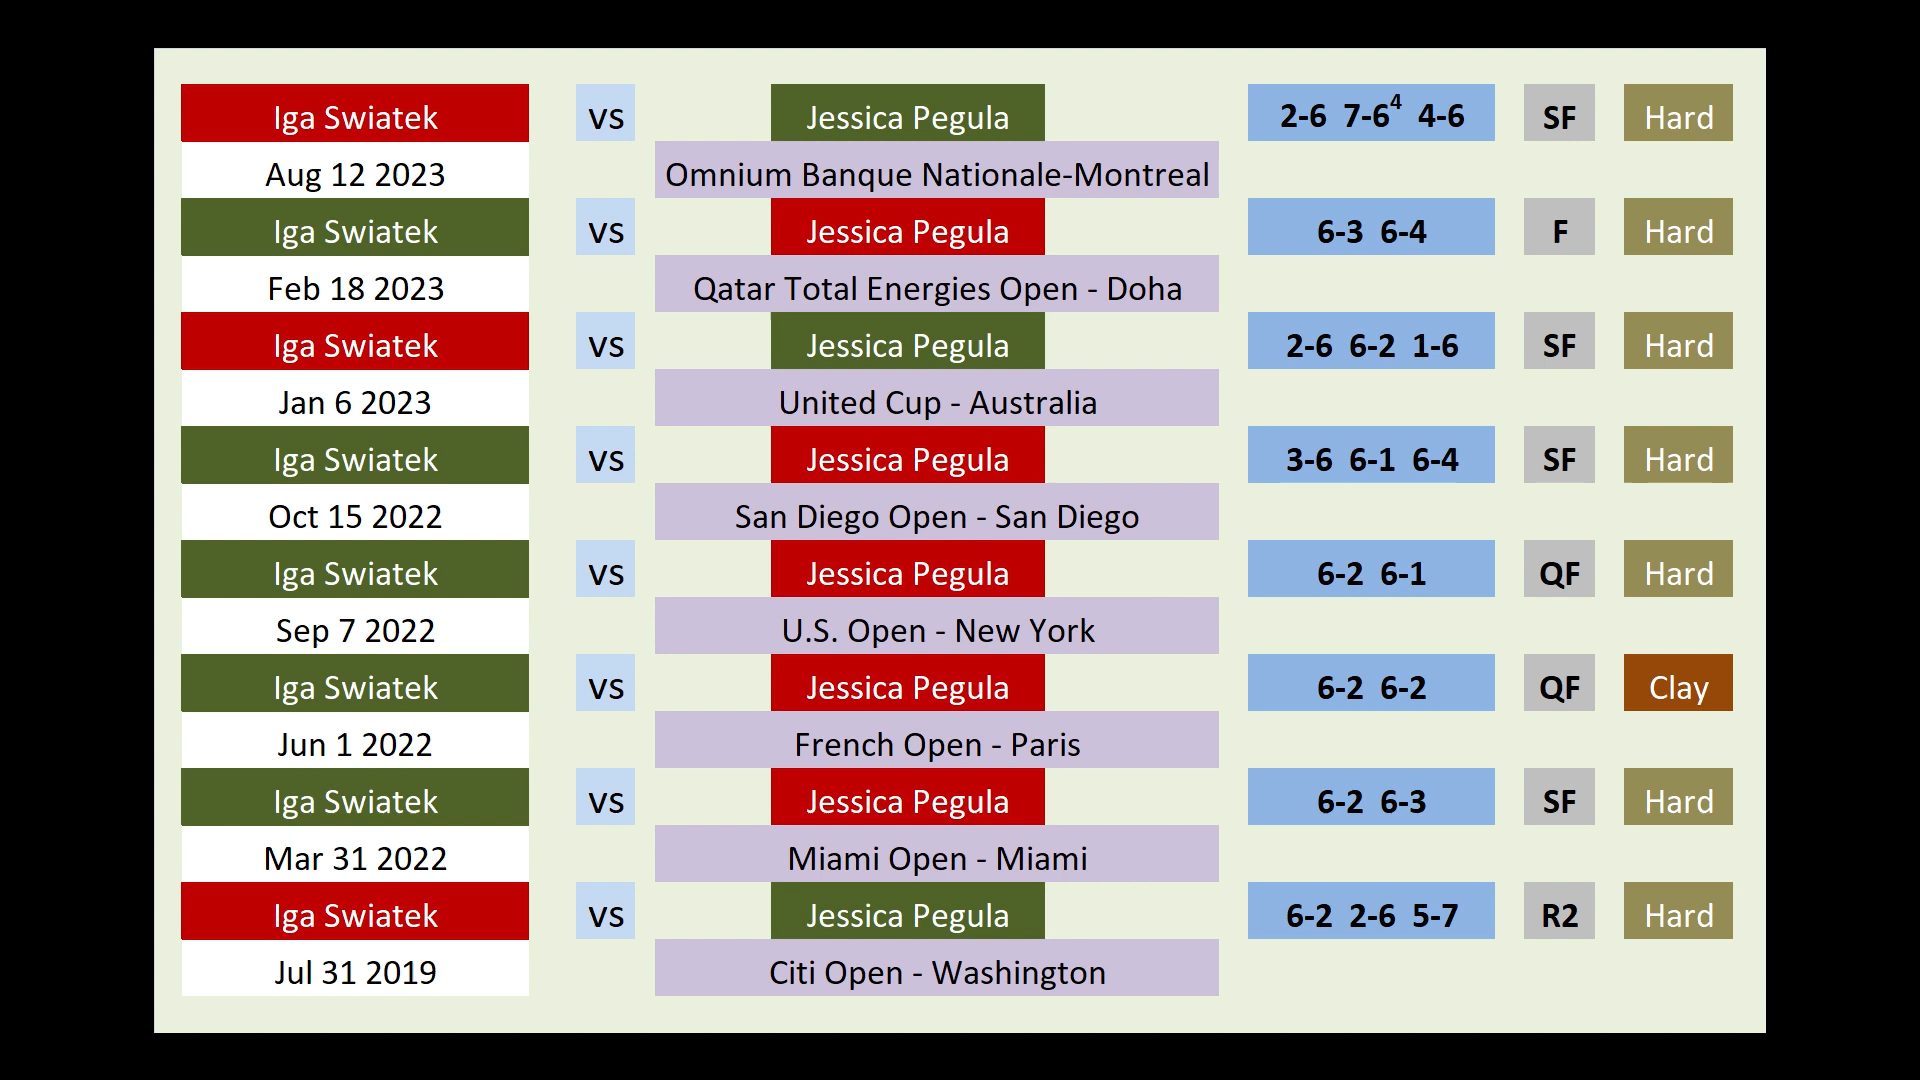 Iga Swiatek vs Jessica Pegula 2-6 7-6⁴ 4-6 SF Hard
Aug 12 2023 Omnium Banque Nationale-Montreal
Iga Swiatek vs Jessica Pegula 6-3 6-4 F Hard
Feb 18 2023 Qatar Total Energies Open - Doha
Iga Swiatek vs Jessica Pegula 2-6 6-2 1-6 SF Hard
Jan 6 2023 United Cup - Australia
Iga Swiatek vs Jessica Pegula 3-6 6-1 6-4 SF Hard
Oct 15 2022 San Diego Open - San Diego
Iga Swiatek vs Jessica Pegula 6-2 6-1 QF Hard
Sep 7 2022 U.S. Open - New York
Iga Swiatek vs Jessica Pegula 6-2 6-2 QF Clay
Jun 1 2022 French Open - Paris
Iga Swiatek vs Jessica Pegula 6-2 6-3 SF Hard
Mar 31 2022 Miami Open - Miami
Iga Swiatek vs Jessica Pegula 6-2 2-6 5-7 R2 Hard
Jul 31 2019 Citi Open - Washington